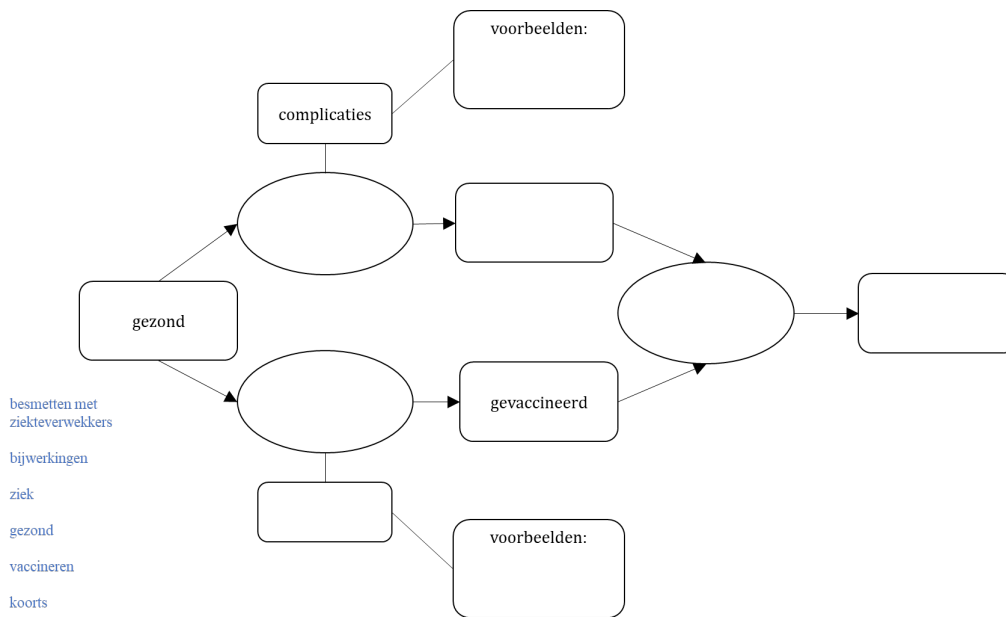 voorbeelden:
complicaties
gezond
gevaccineerd
besmetten met
ziekteverwekkers
bijwerkingen
ziek
gezond
vaccineren
koorts
voorbeelden: